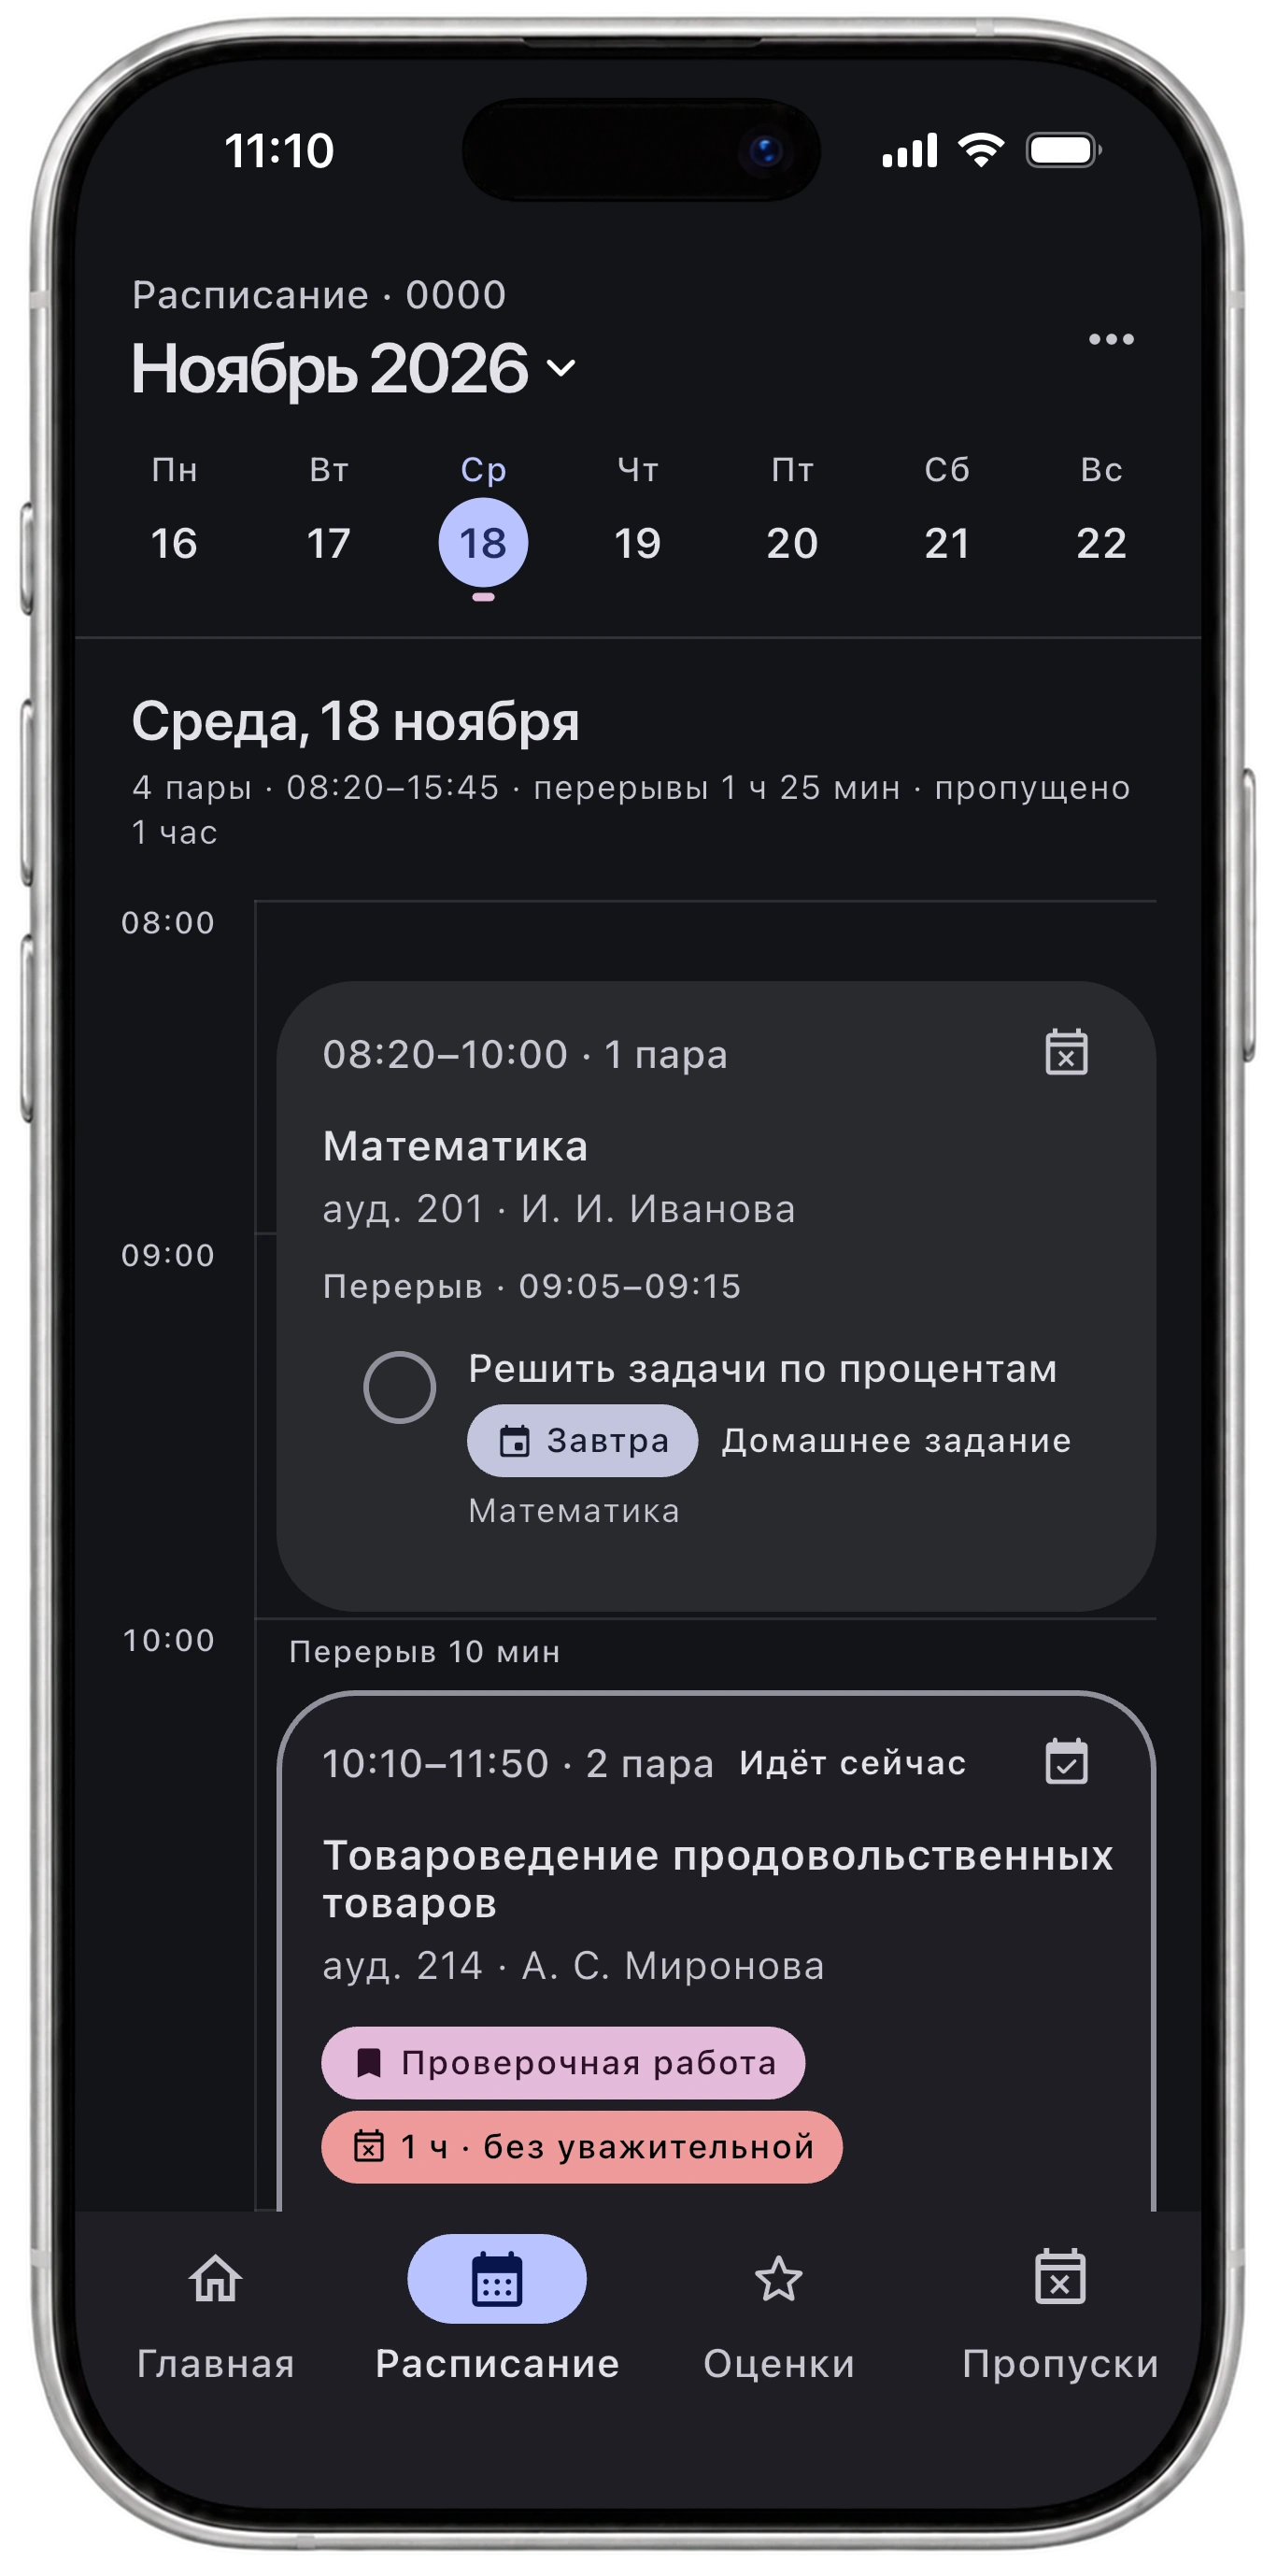 11:10
Расписание · 0000
Ноябрь 2026
Пн Вт Ср Чт Пт Сб Вс
16 17 18 19 20 21 22
Среда, 18 ноября
4 пары · 08:20–15:45 · перерывы 1 ч 25 мин · пропущено
1 час
08:00
08:20–10:00 · 1 пара
Математика
ауд. 201 · И. И. Иванова
09:00
Перерыв · 09:05–09:15
Решить задачи по процентам
Завтра Домашнее задание
Математика
10:00
Перерыв 10 мин
10:10–11:50 · 2 пара Идёт сейчас
Товароведение продовольственных
товаров
ауд. 214 · А. С. Миронова
Проверочная работа
1 ч · без уважительной
Главная Расписание Оценки Пропуски